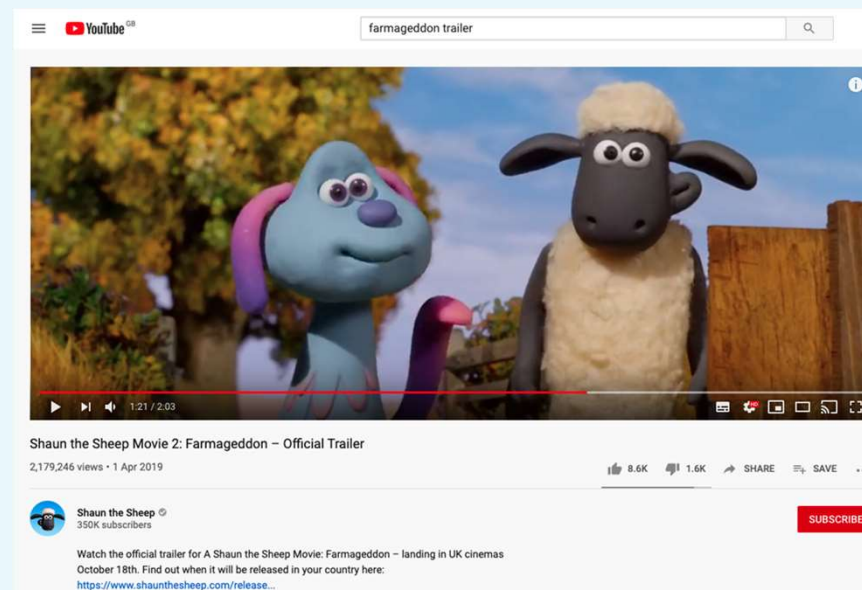 YouTube GB
farmageddon trailer
i
1:21 / 2:03
HD
Shaun the Sheep Movie 2: Farmageddon – Official Trailer
2,179,246 views • 1 Apr 2019
8.6K 1.6K SHARE SAVE
Shaun the Sheep
350K subscribers
SUBSCRIBE
Watch the official trailer for A Shaun the Sheep Movie: Farmageddon – landing in UK cinemas
October 18th. Find out when it will be released in your country here:
https://www.shaunthesheep.com/release...